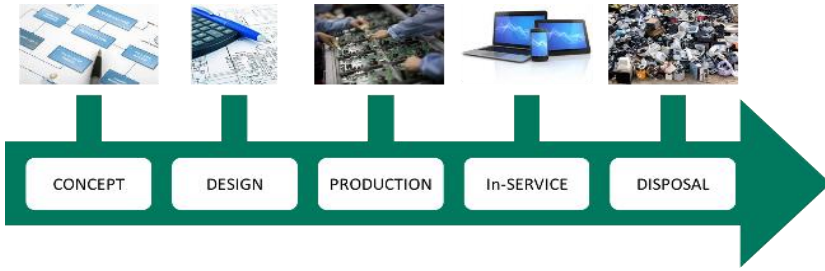 CONCEPT
DESIGN
PRODUCTION
In-SERVICE
DISPOSAL